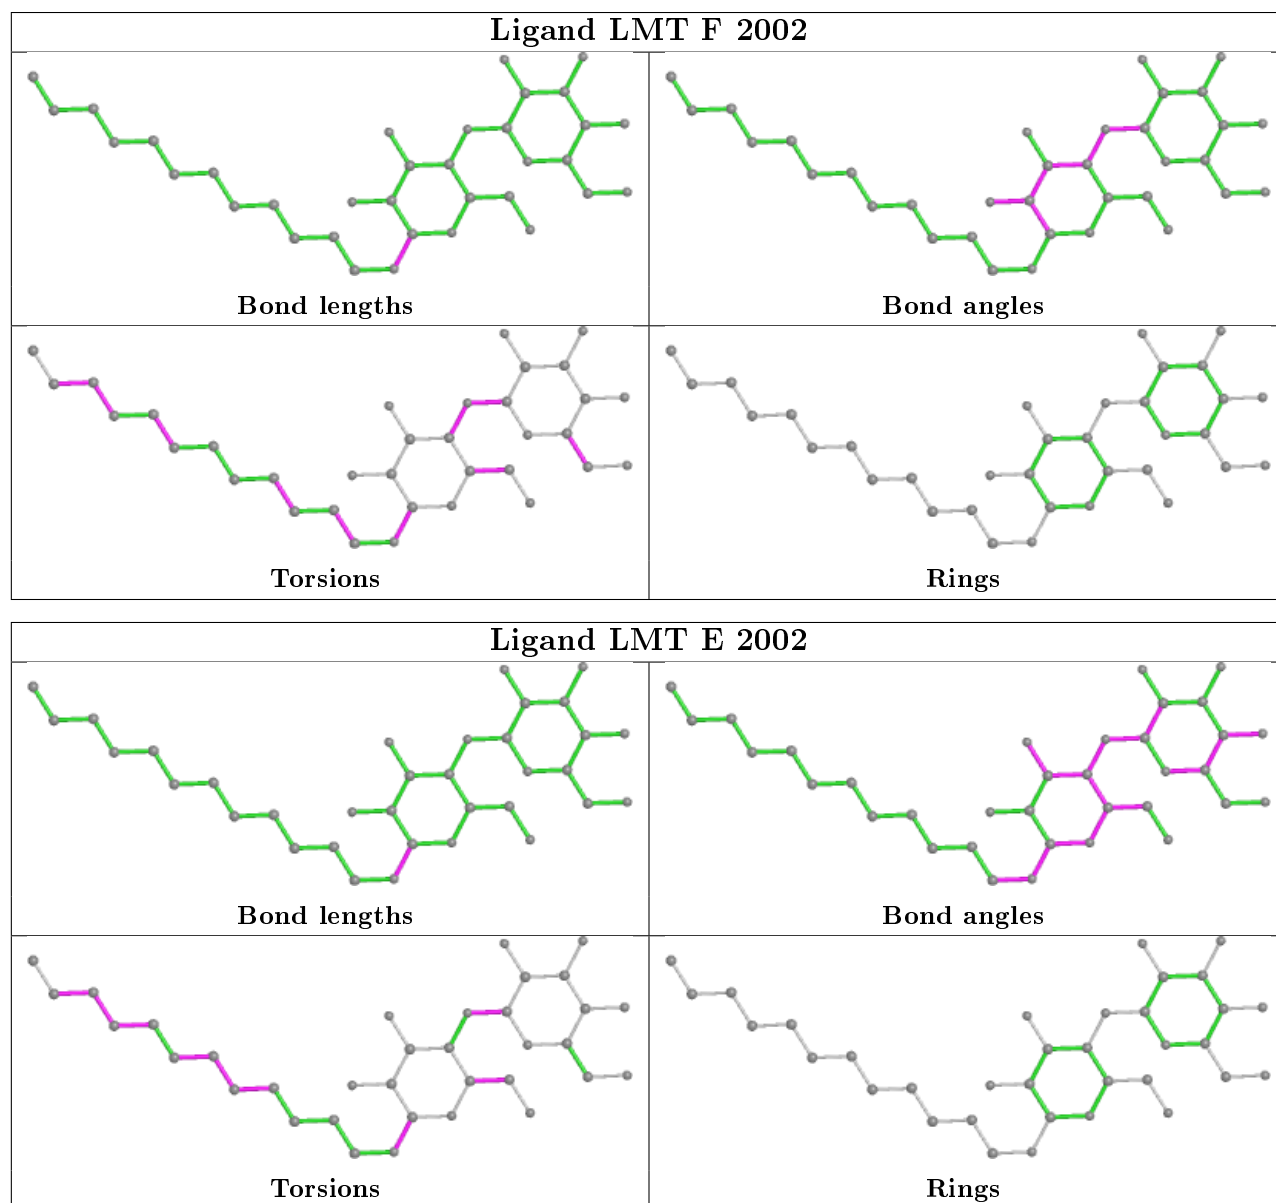 Ligand LMT F 2002
Bond lengths
Bond angles
Torsions
Rings
Ligand LMT E 2002
Bond lengths
Bond angles
Torsions
Rings